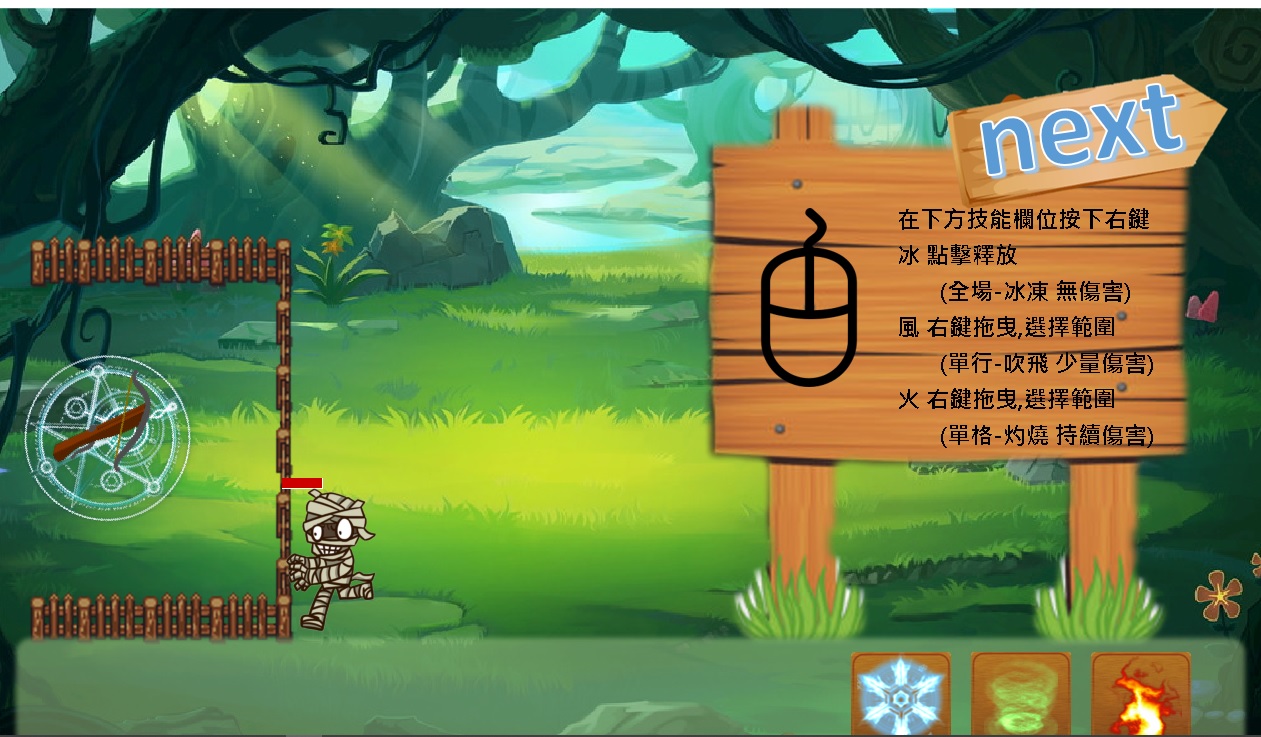 next
在下方技能欄位按下右鍵
冰 點擊釋放
(全場-冰凍 無傷害)
風 右鍵拖曳,選擇範圍
(單行-吹飛 少量傷害)
火 右鍵拖曳,選擇範圍
(單格-灼燒 持續傷害)